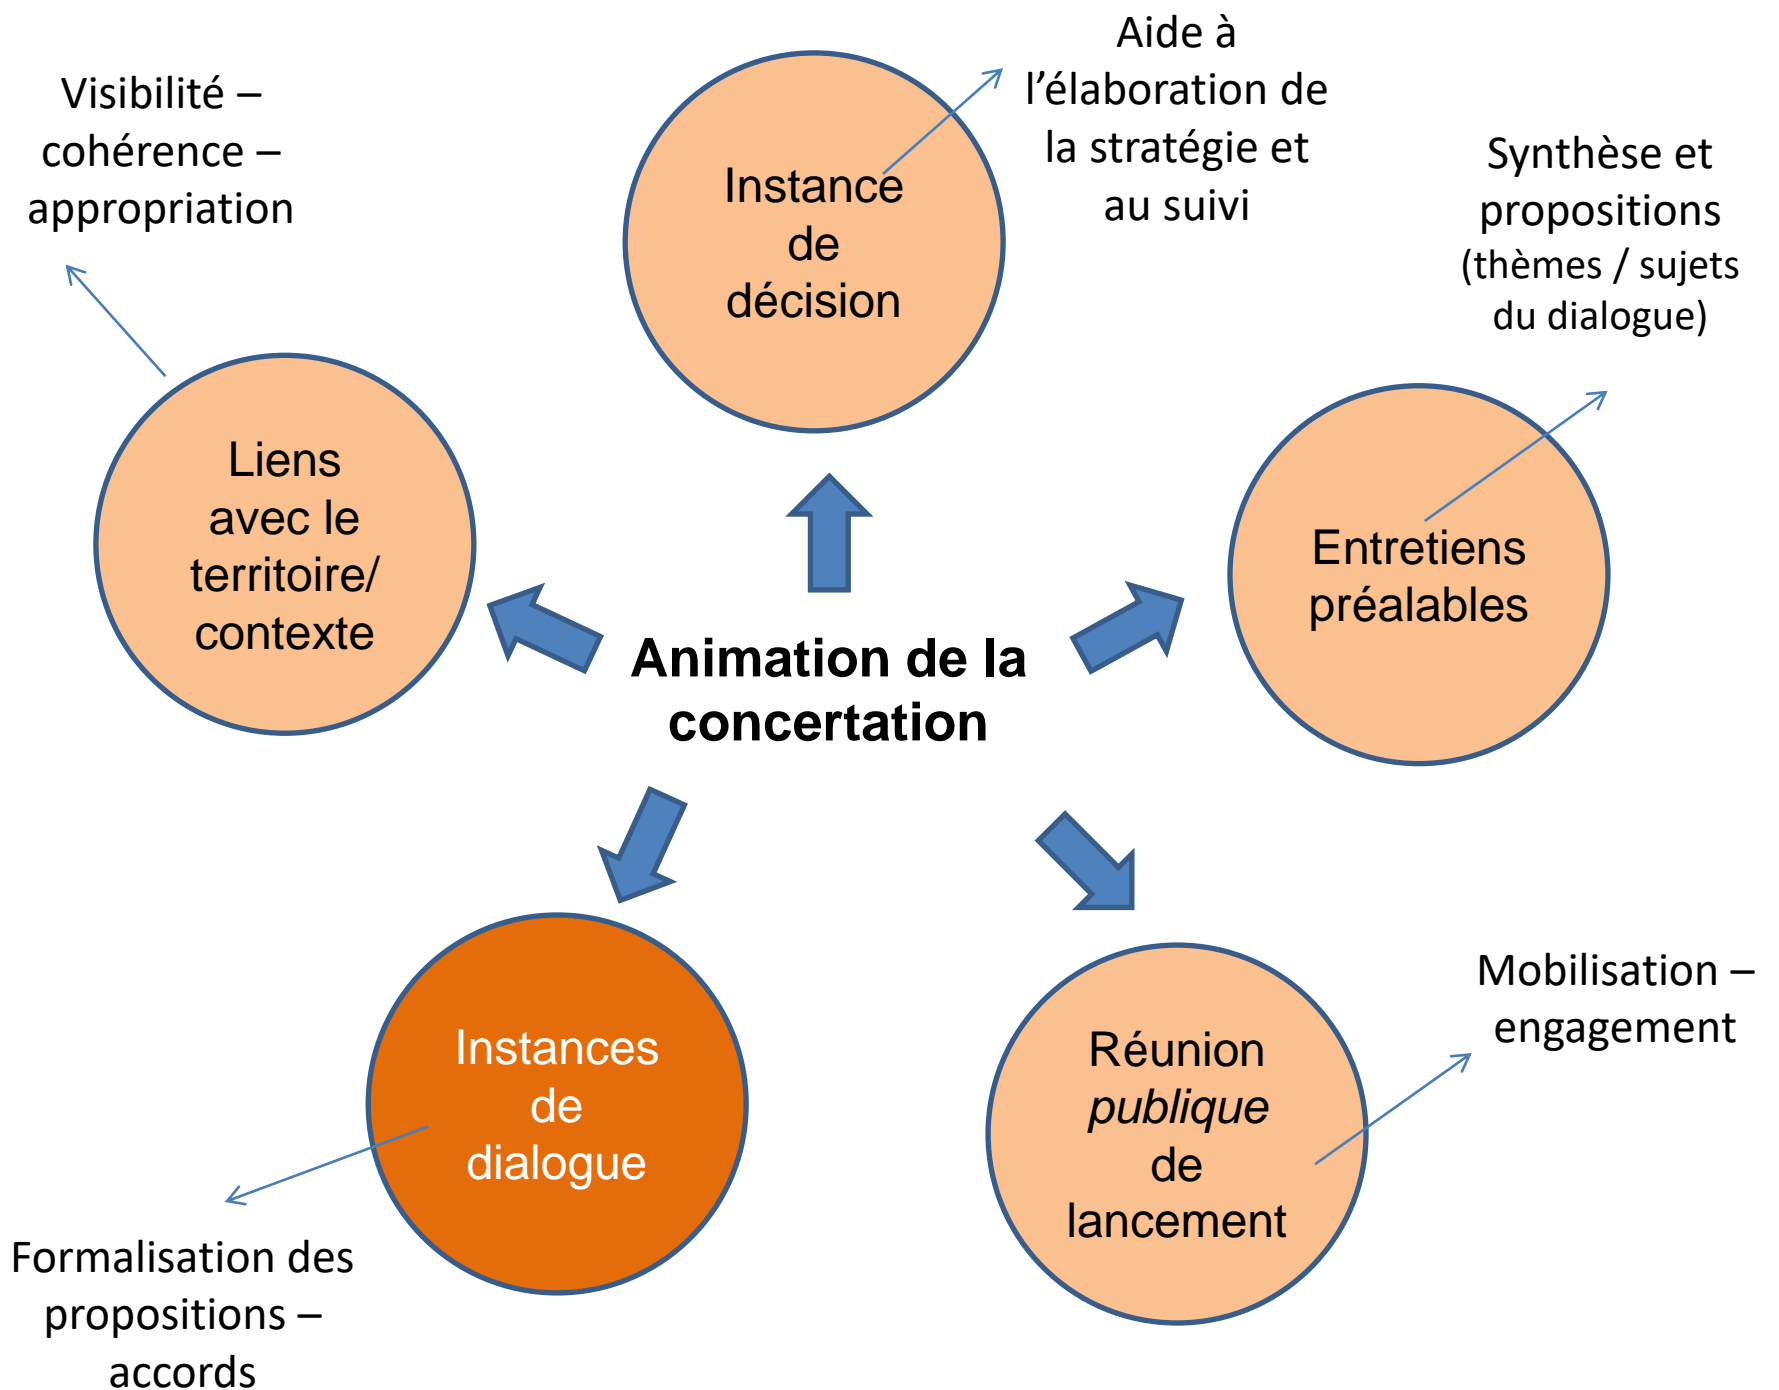 Aide à
l’élaboration de
la stratégie et
au suivi
Visibilité –
cohérence –
appropriation
Synthèse et
propositions
(thèmes / sujets
du dialogue)
Instance
de
décision
Liens
avec le
territoire/
contexte
Entretiens
préalables
Animation de la
concertation
Instances
de
dialogue
Réunion
publique
de
lancement
Mobilisation –
engagement
Formalisation des
propositions –
accords